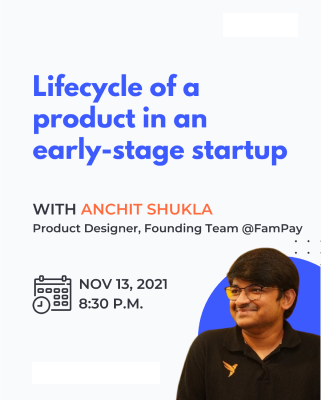 Lifecycle of a
product in an
early-stage startup
WITH ANCHIT SHUKLA
Product Designer, Founding Team @FamPay
NOV 13, 2021
8:30 P.M.